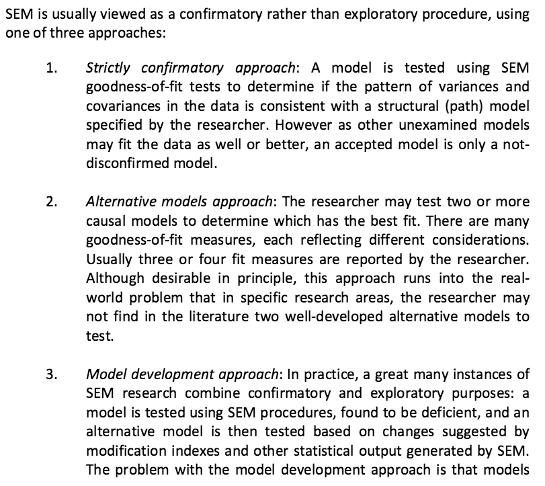 SEM is usually viewed as a confirmatory rather than exploratory procedure, using
one of three approaches:
1. Strictly confirmatory approach: A model is tested using SEM
goodness-of-fit tests to determine if the pattern of variances and
covariances in the data is consistent with a structural (path) model
specified by the researcher. However as other unexamined models
may fit the data as well or better, an accepted model is only a not-
disconfirmed model.
2. Alternative models approach: The researcher may test two or more
causal models to determine which has the best fit. There are many
goodness-of-fit measures, each reflecting different considerations.
Usually three or four fit measures are reported by the researcher.
Although desirable in principle, this approach runs into the real-
world problem that in specific research areas, the researcher may
not find in the literature two well-developed alternative models to
test.
3. Model development approach: In practice, a great many instances of
SEM research combine confirmatory and exploratory purposes: a
model is tested using SEM procedures, found to be deficient, and an
alternative model is then tested based on changes suggested by
modification indexes and other statistical output generated by SEM.
The problem with the model development approach is that models